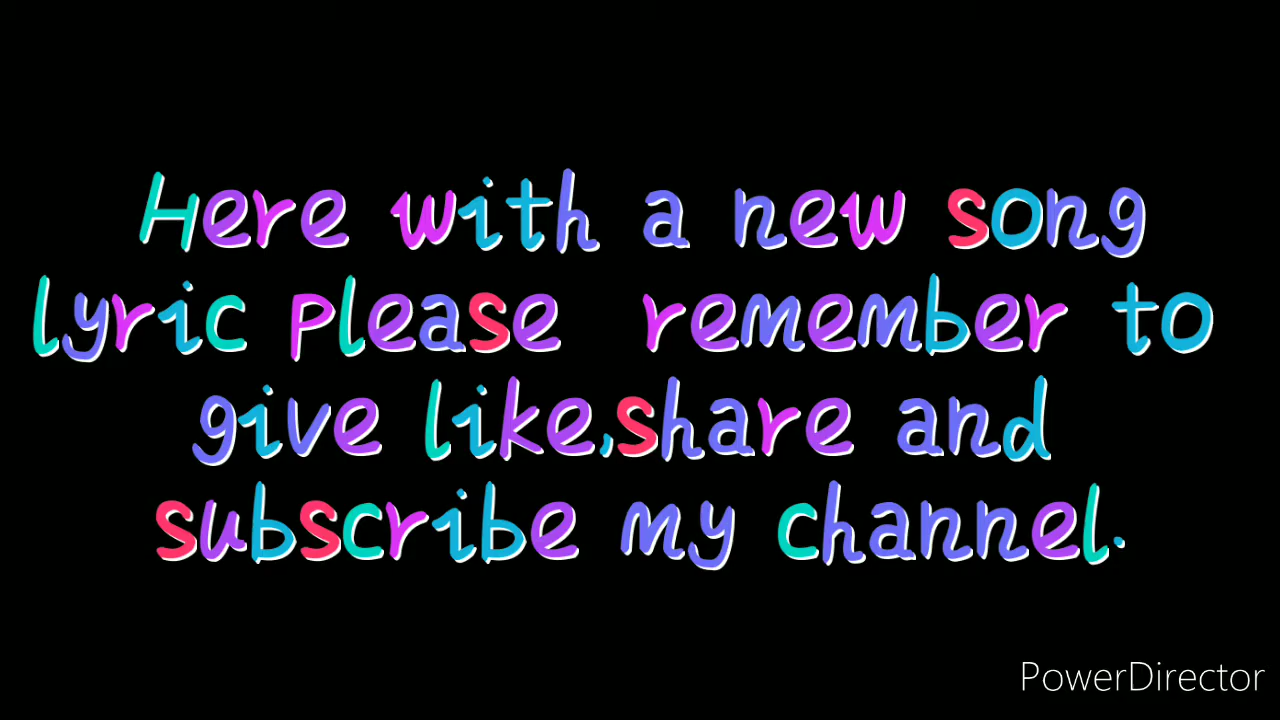 Here with a new song
lyric please  remember to
give like,share and
subscribe my channel.
PowerDirector